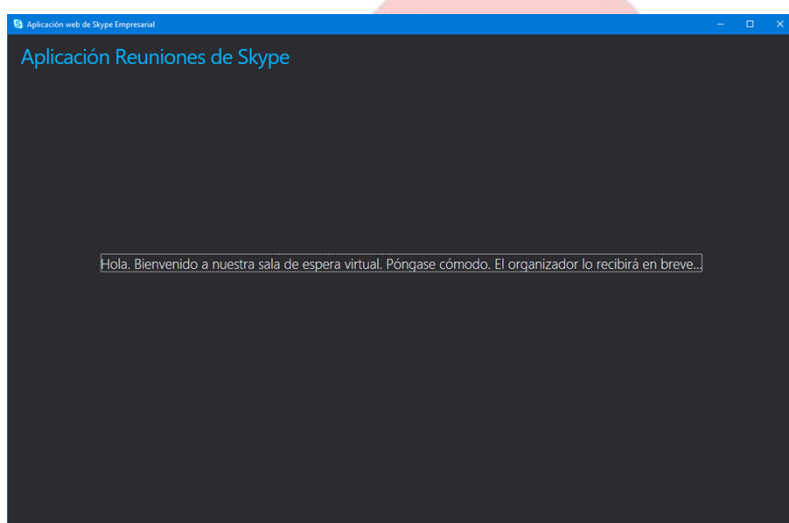 Aplicación web de Skype Empresarial
Aplicación Reuniones de Skype
Hola. Bienvenido a nuestra sala de espera virtual. Póngase cómodo. El organizador lo recibirá en breve...